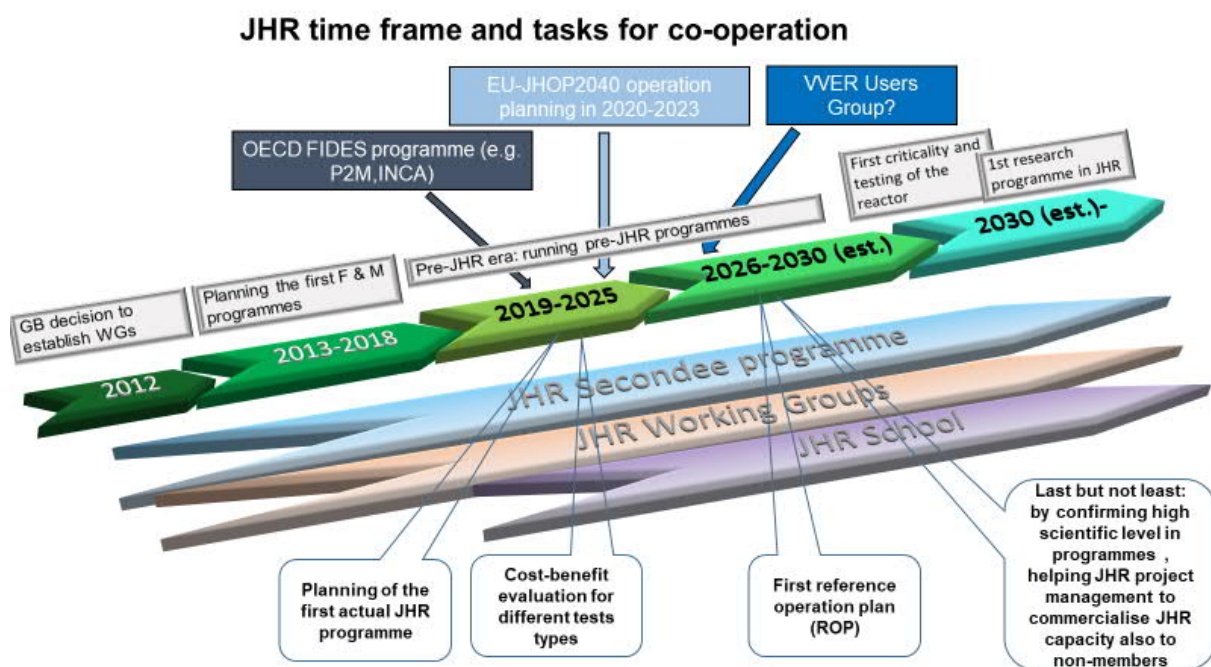 JHR time frame and tasks for co-operation
EU-JHOP2040 operation
planning in 2020-2023
VVER Users
Group?
OECD FIDES programme (e.g.
P2M,INCA)
First criticality and
testing of the
reactor
1st research
programme in JHR
Pre-JHR era: running pre-JHR programmes
Planning the first F & M
programmes
GB decision to
establish WGs
2012
2013-2018
2019-2025
2026-2030 (est.)
2030 (est.)-
JHR Secondee programme
JHR Working Groups
JHR School
Planning of the
first actual JHR
programme
Cost-benefit
evaluation for
different tests
types
First reference
operation plan
(ROP)
Last but not least:
by confirming high
scientific level in
programmes ,
helping JHR project
management to
commercialise JHR
capacity also to
non-members